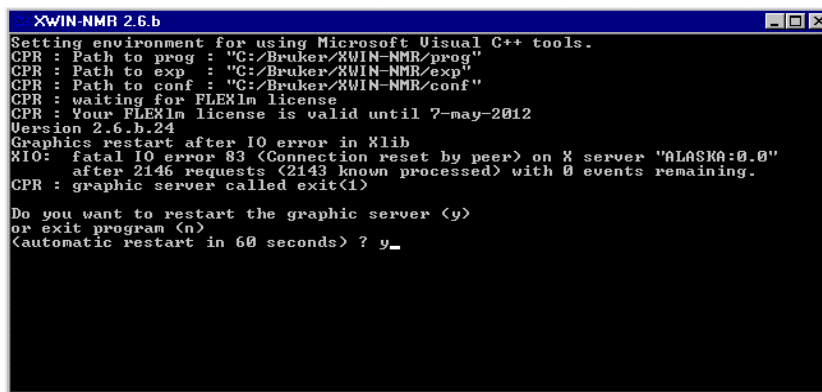 XWIN-NMR 2.6.b
Setting environment for using Microsoft Visual C++ tools.
CPR : Path to prog : "C:/Bruker/XWIN-NMR/prog"
CPR : Path to exp  : "C:/Bruker/XWIN-NMR/exp"
CPR : Path to conf : "C:/Bruker/XWIN-NMR/conf"
CPR : waiting for FLEXlm license
CPR : Your FLEXlm license is valid until 7-may-2012
Version 2.6.b.24
Graphics restart after IO error in Xlib
XIO:  fatal IO error 83 (Connection reset by peer) on X server "ALASKA:0.0"
      after 2146 requests (2143 known processed) with 0 events remaining.
CPR : graphic server called exit(1)
Do you want to restart the graphic server (y)
or exit program (n)
(automatic restart in 60 seconds) ? y_